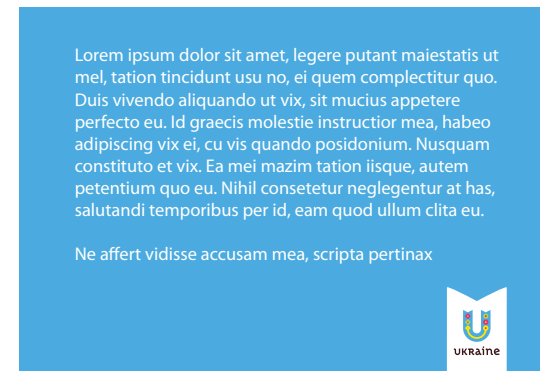 Lorem ipsum dolor sit amet, legere putant maiestatis ut
mel, tation tincidunt usu no, ei quem complectitur quo.
Duis vivendo aliquando ut vix, sit mucius appetere
perfecto eu. Id graecis molestie instructior mea, habeo
adipiscing vix ei, cu vis quando posidonium. Nusquam
constituto et vix. Ea mei mazim tation iisque, autem
petentium quo eu. Nihil consetetur neglegentur at has,
salutandi temporibus per id, eam quod ullum clita eu.
Ne affert vidisse accusam mea, scripta pertinax
U
UKRaine